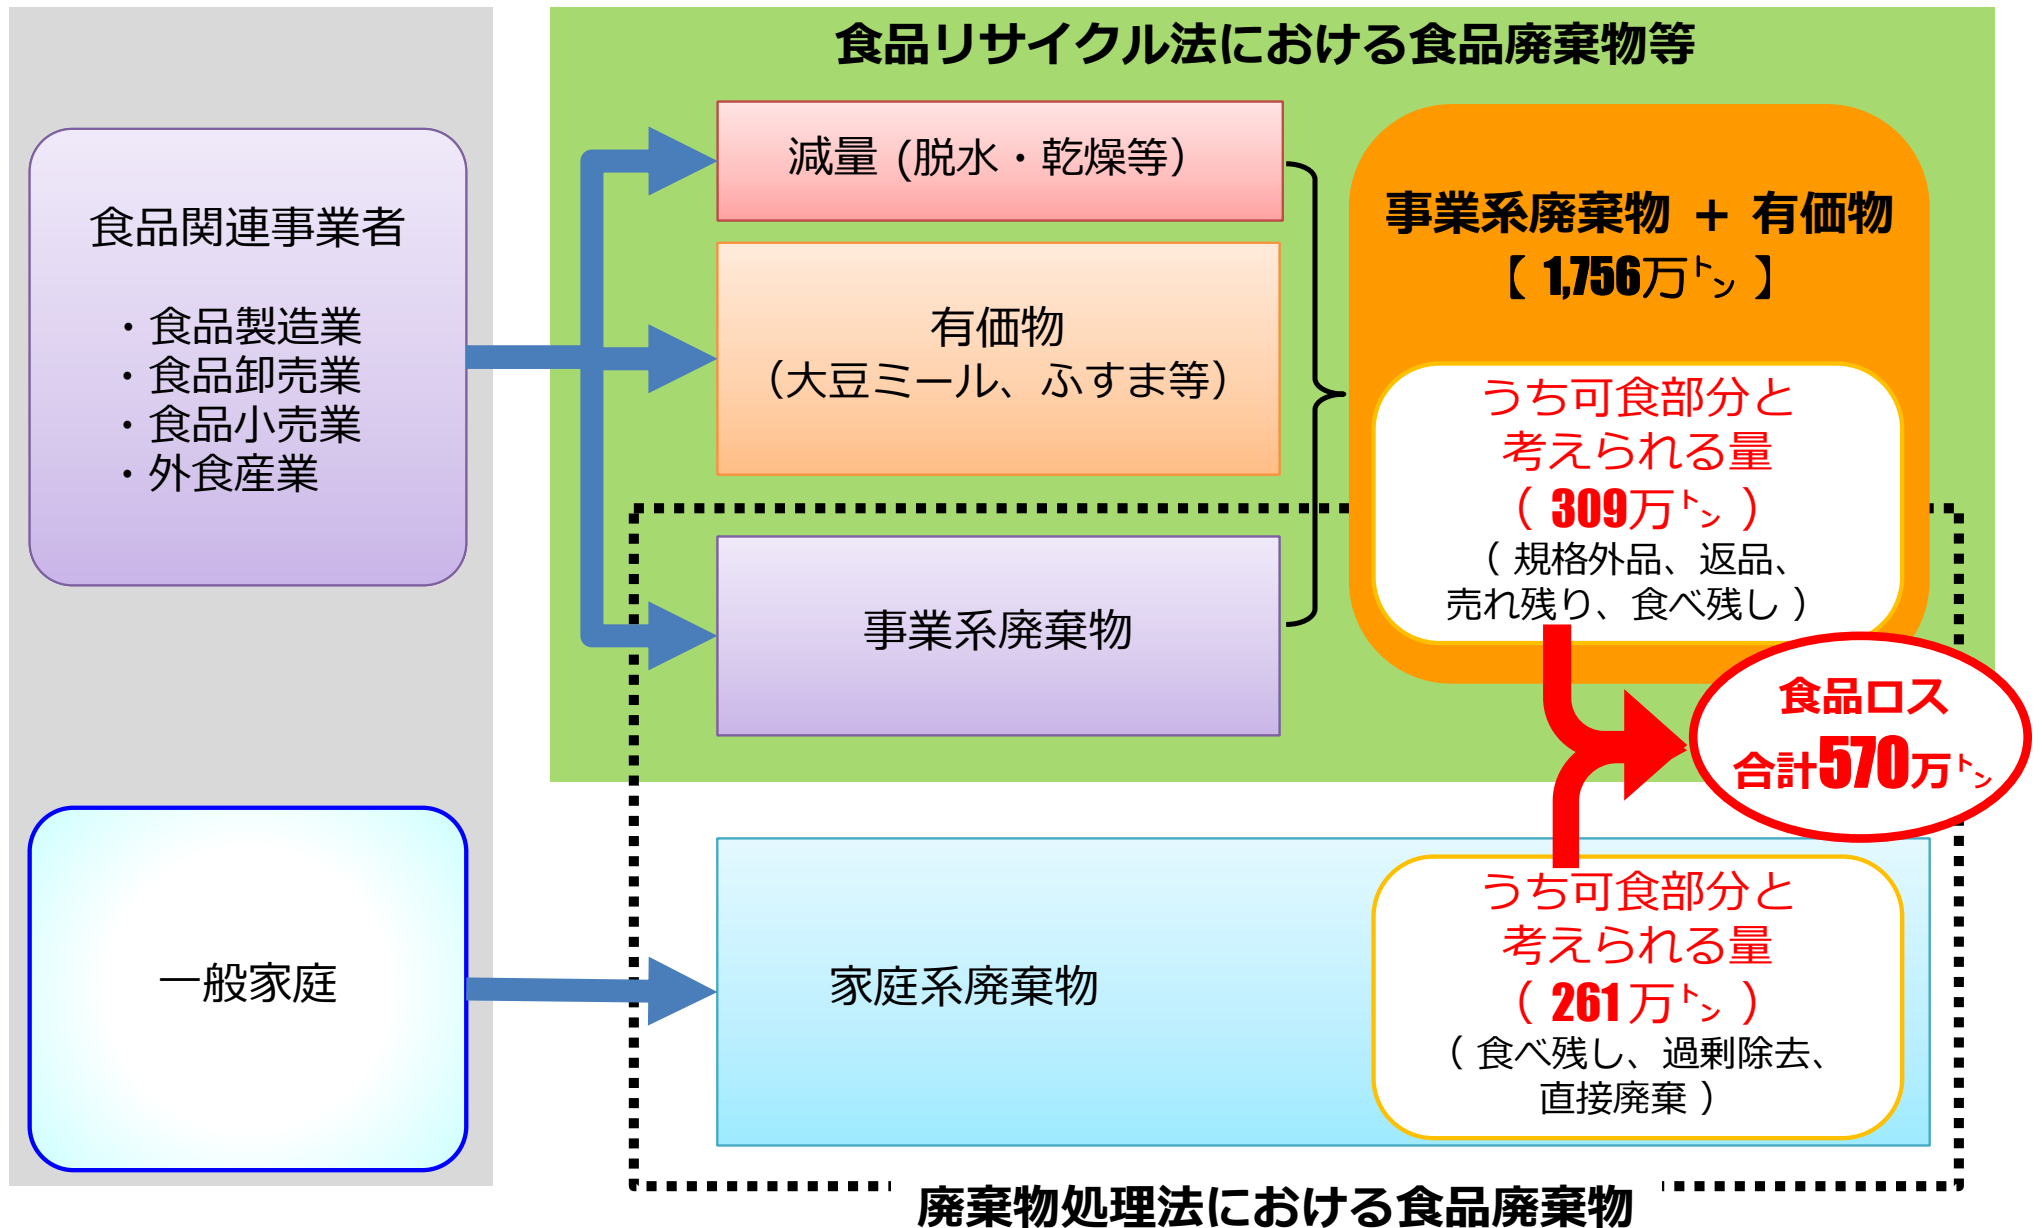 食品リサイクル法における食品廃棄物等
食品関連事業者
・食品製造業
・食品卸売業
・食品小売業
・外食産業
減量 (脱水・乾燥等）
有価物
（大豆ミール、ふすま等）
事業系廃棄物
事業系廃棄物 + 有価物
【 1,756万㌧ 】
うち可食部分と
考えられる量
（ 309万㌧ ）
（ 規格外品、返品、
売れ残り、食べ残し ）
食品ロス
合計570万㌧
一般家庭
家庭系廃棄物
うち可食部分と
考えられる量
（ 261 万㌧ ）
（ 食べ残し、過剰除去、
直接廃棄 ）
廃棄物処理法における食品廃棄物